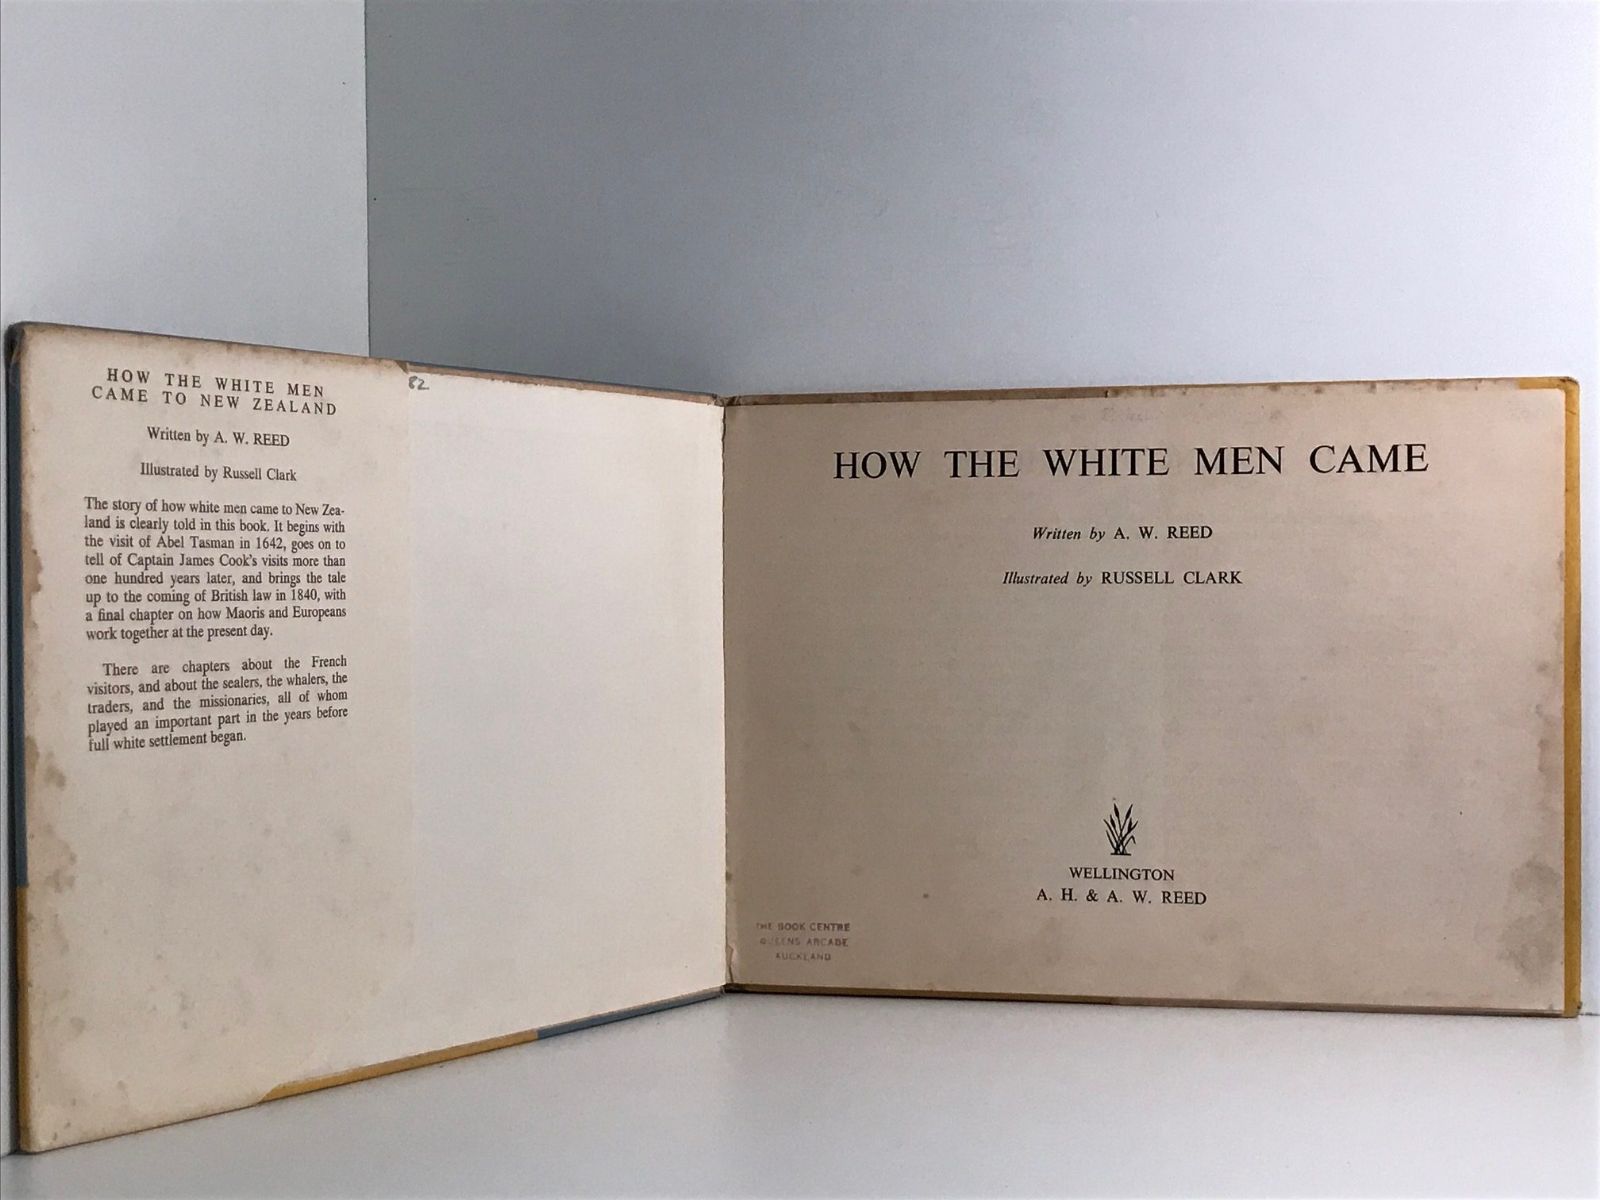 HOW THE WHITE MEN
CAME TO NEW ZEALAND
Written by A. W. REED
Illustrated by Russell Clark
The story of how white men came to New Zea-
land is clearly told in this book. It begins with
the visit of Abel Tasman in 1642, goes on to
tell of Captain James Cook's visits more than
one hundred years later, and brings the tale
up to the coming of British law in 1840, with
a final chapter on how Maoris and Europeans
work together at the present day.
There are chapters about the French
visitors, and about the sealers, the whalers, the
traders, and the missionaries, all of whom
played an important part in the years before
full white settlement began.
82
HOW THE WHITE MEN CAME
Written by A. W. REED
Illustrated by RUSSELL CLARK
WELLINGTON
A. H. & A. W. REED
THE BOOK CENTRE
QUEENS ARCADE
AUCKLAND